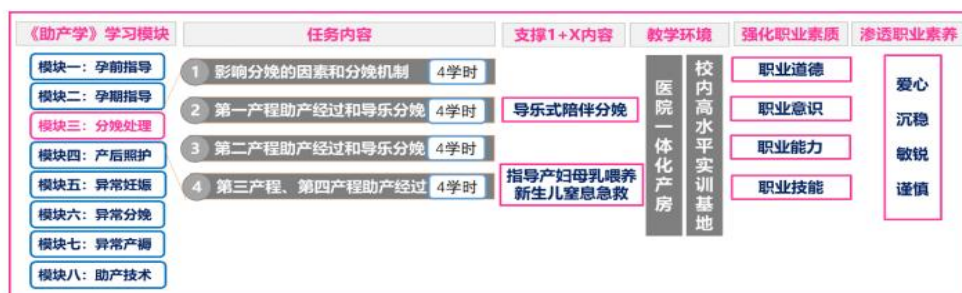 《助产学》学习模块
模块一：孕前指导
模块二：孕期指导
模块三：分娩处理
模块四：产后照护
模块五：异常妊娠
模块六：异常分娩
模块七：异常产褥
模块八：助产技术
任务内容
1 影响分娩的因素和分娩机制 4学时
2 第一产程助产经过和导乐分娩 4学时
3 第二产程助产经过和导乐分娩 4学时
4 第三产程、第四产程助产经过 4学时
支撑1+X内容
导乐式陪伴分娩
指导产妇母乳喂养
新生儿窒息急救
教学环境
医院一体化产房
校内高水平实训基地
强化职业素质
职业道德
职业意识
职业能力
职业技能
渗透职业素养
爱心
沉稳
敏锐
谨慎